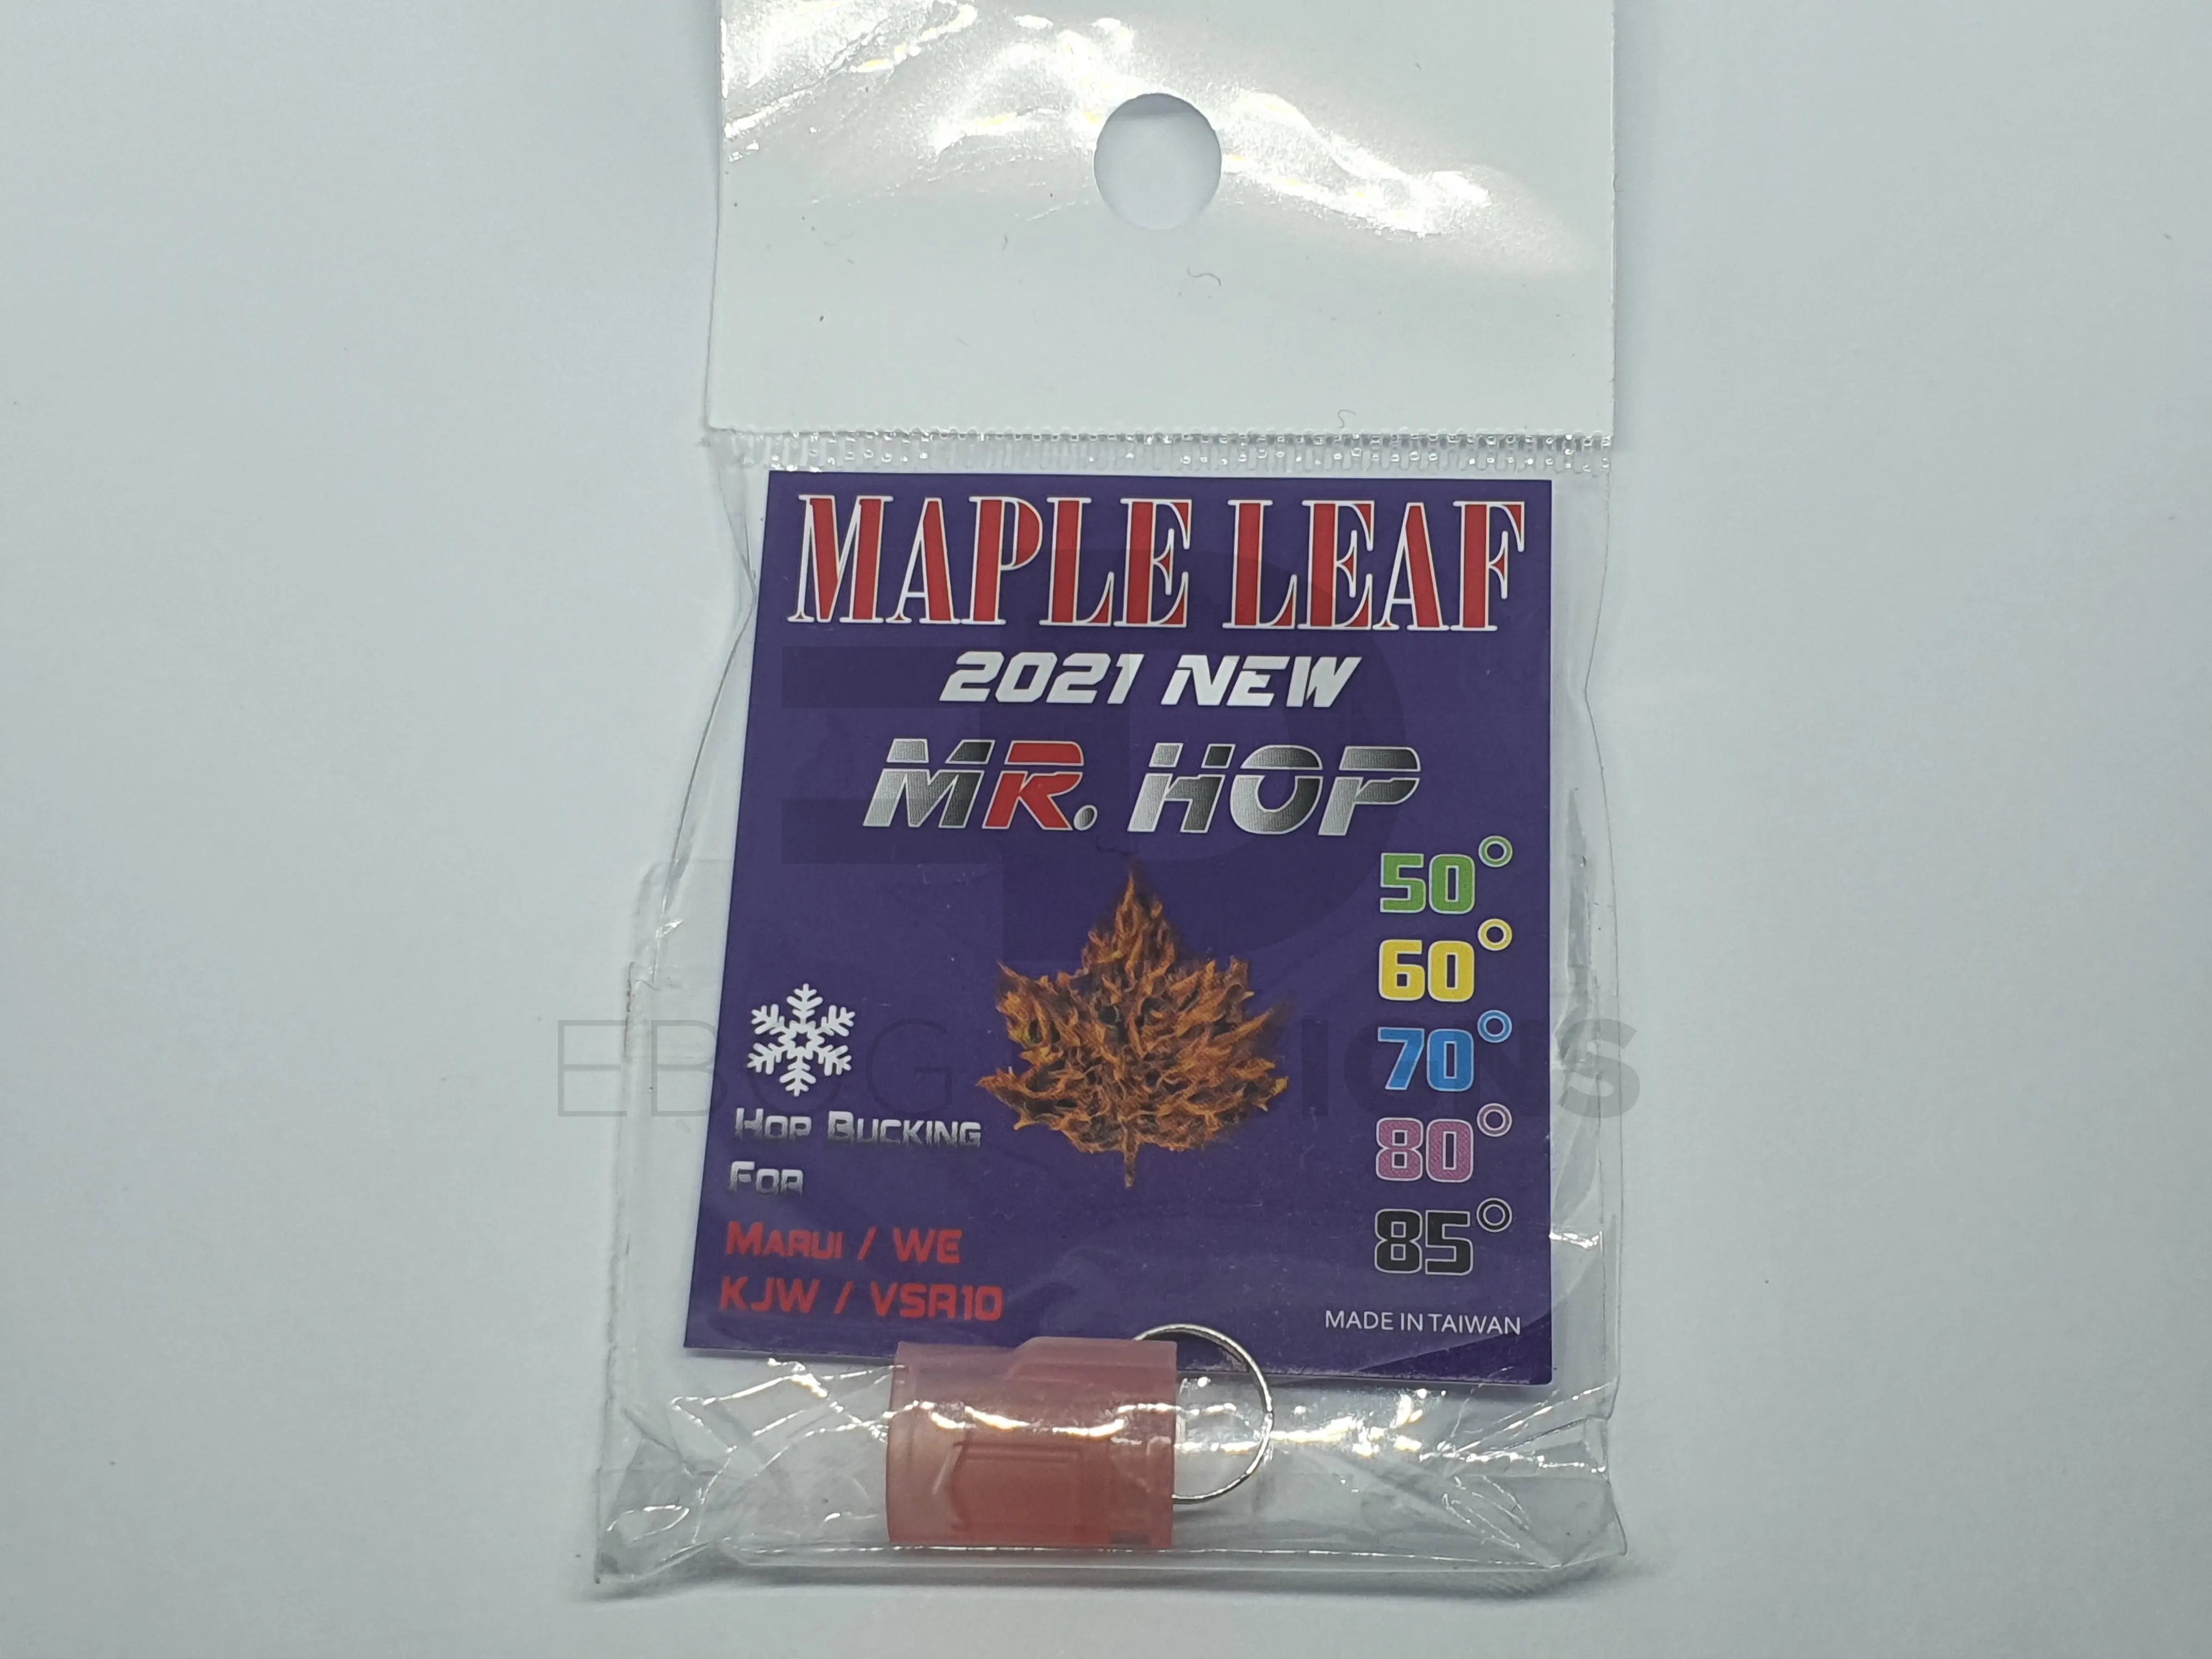 MAPLE LEAF
2021 NEW
MR. HOP
50°
60°
70°
80°
85°
HOP BUCKING
FOR
MARUI / WE
KJW / VSR10
MADE IN TAIWAN